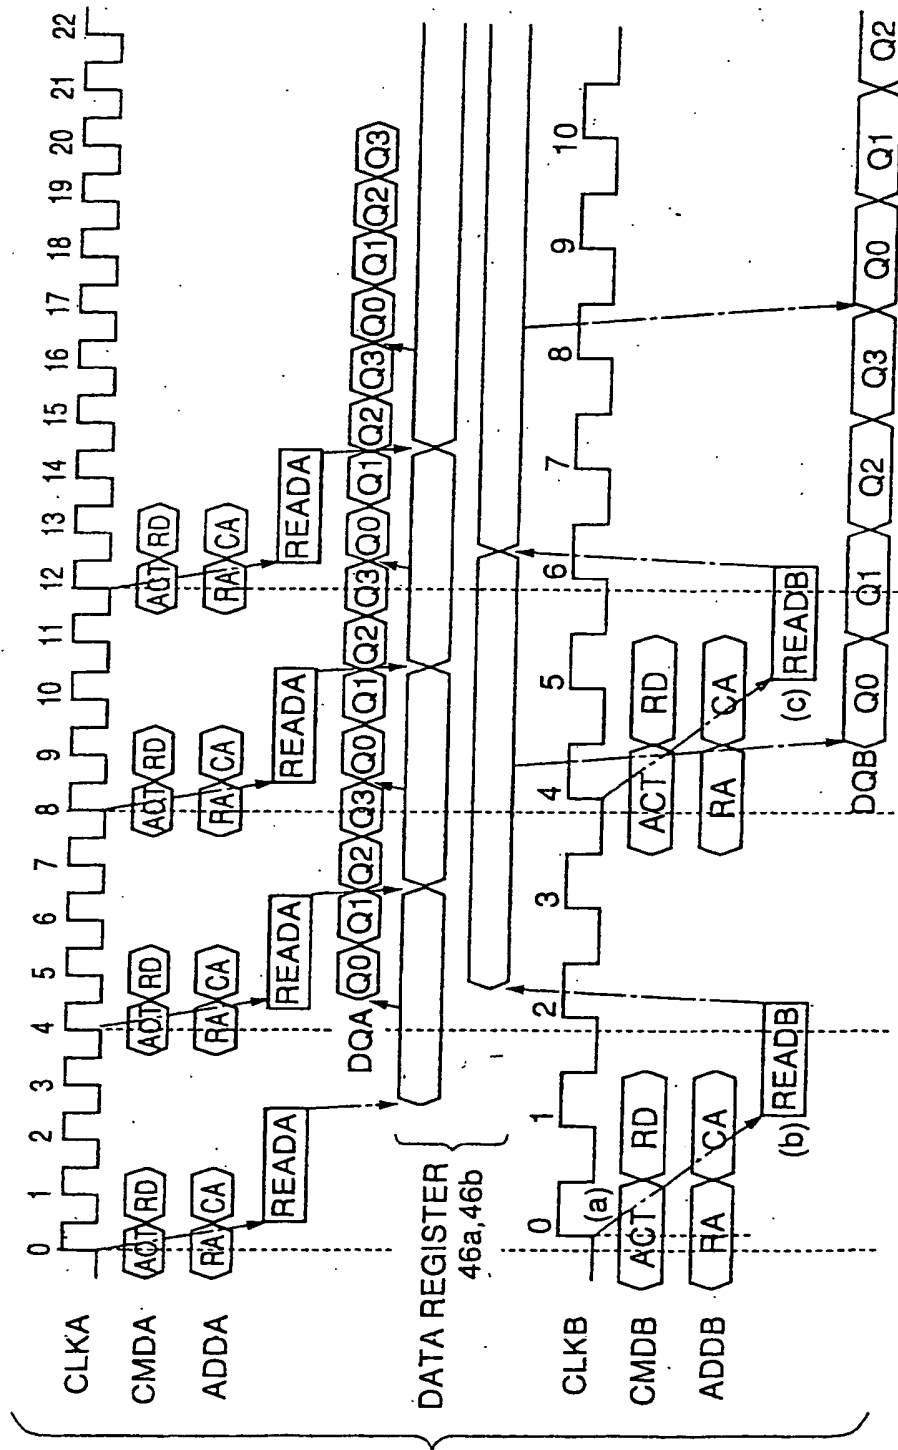 CLKA 0 1 2 3 4 5 6 7 8 9 10 11 12 13 14 15 16 17 18 19 20 21 22
CMDA ACT RD ACT RD ACT RD ACT RD
ADDA RA CA RA CA RA CA RA CA
READA READA READA READA
DQA Q0 Q1 Q2 Q3 Q0 Q1 Q2 Q3 Q0 Q1 Q2 Q3 Q0 Q1 Q2 Q3
DATA REGISTER
46a,46b
CLKB 0 1 2 3 4 5 6 7 8 9 10
(a)
CMDB ACT RD ACT RD
ADDB RA CA RA CA
(b) READB (c) READB
DQB Q0 Q1 Q2 Q3 Q0 Q1 Q2